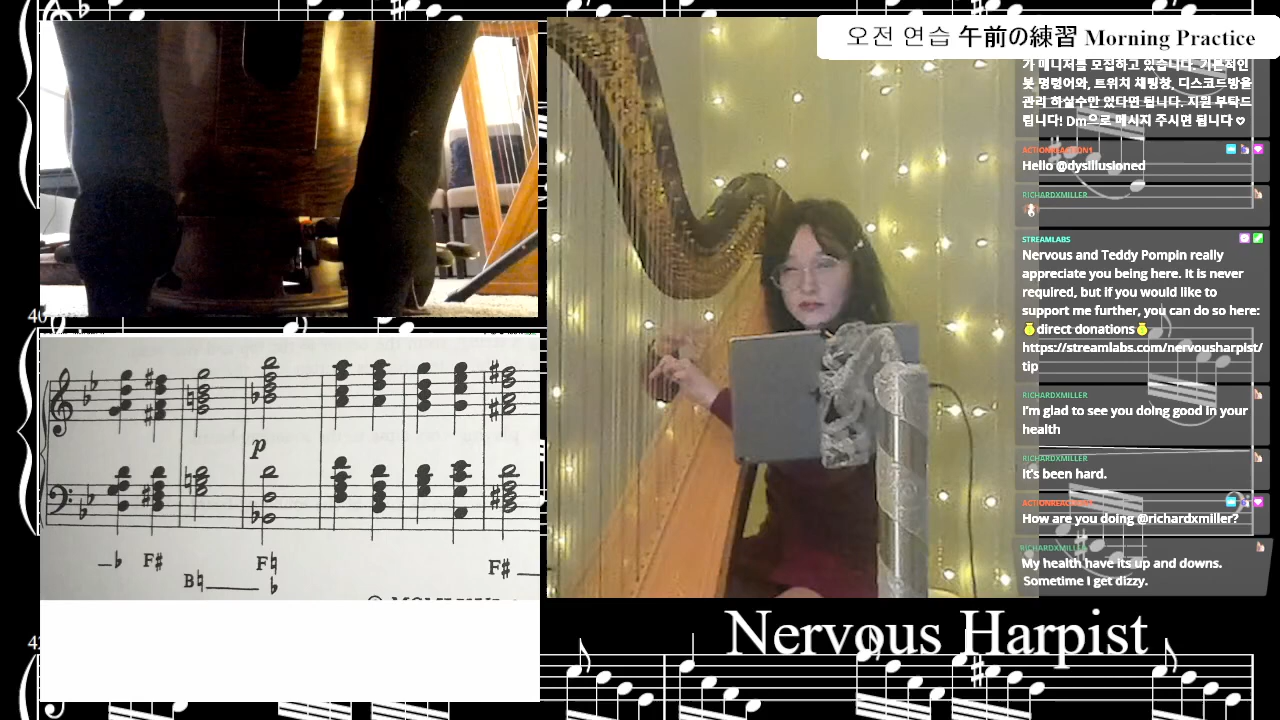 오전 연습 午前の練習 Morning Practice
가 매니저를 모집하고 있습니다. 기본적인
봇 명령어와, 트위치 채팅창, 디스코드방을
관리 하실수만 있다면 됩니다. 지원 부탁드
립니다! Dm으로 메시지 주시면 됩니다 ♡
ACTIONREACTION1
Hello @dysillusioned
RICHARDXMILLER
STREAMLABS
Nervous and Teddy Pompin really
appreciate you being here. It is never
required, but if you would like to
support me further, you can do so here:
💰direct donations💰
https://streamlabs.com/nervousharpist/
tip
RICHARDXMILLER
I'm glad to see you doing good in your
health
RICHARDXMILLER
It's been hard.
How are you doing @richardxmiller?
RICHARDXMILLER
My health have its up and downs.
Sometime I get dizzy.
p
♭ F# F♮ F#
B♮ ♭
Nervous Harpist